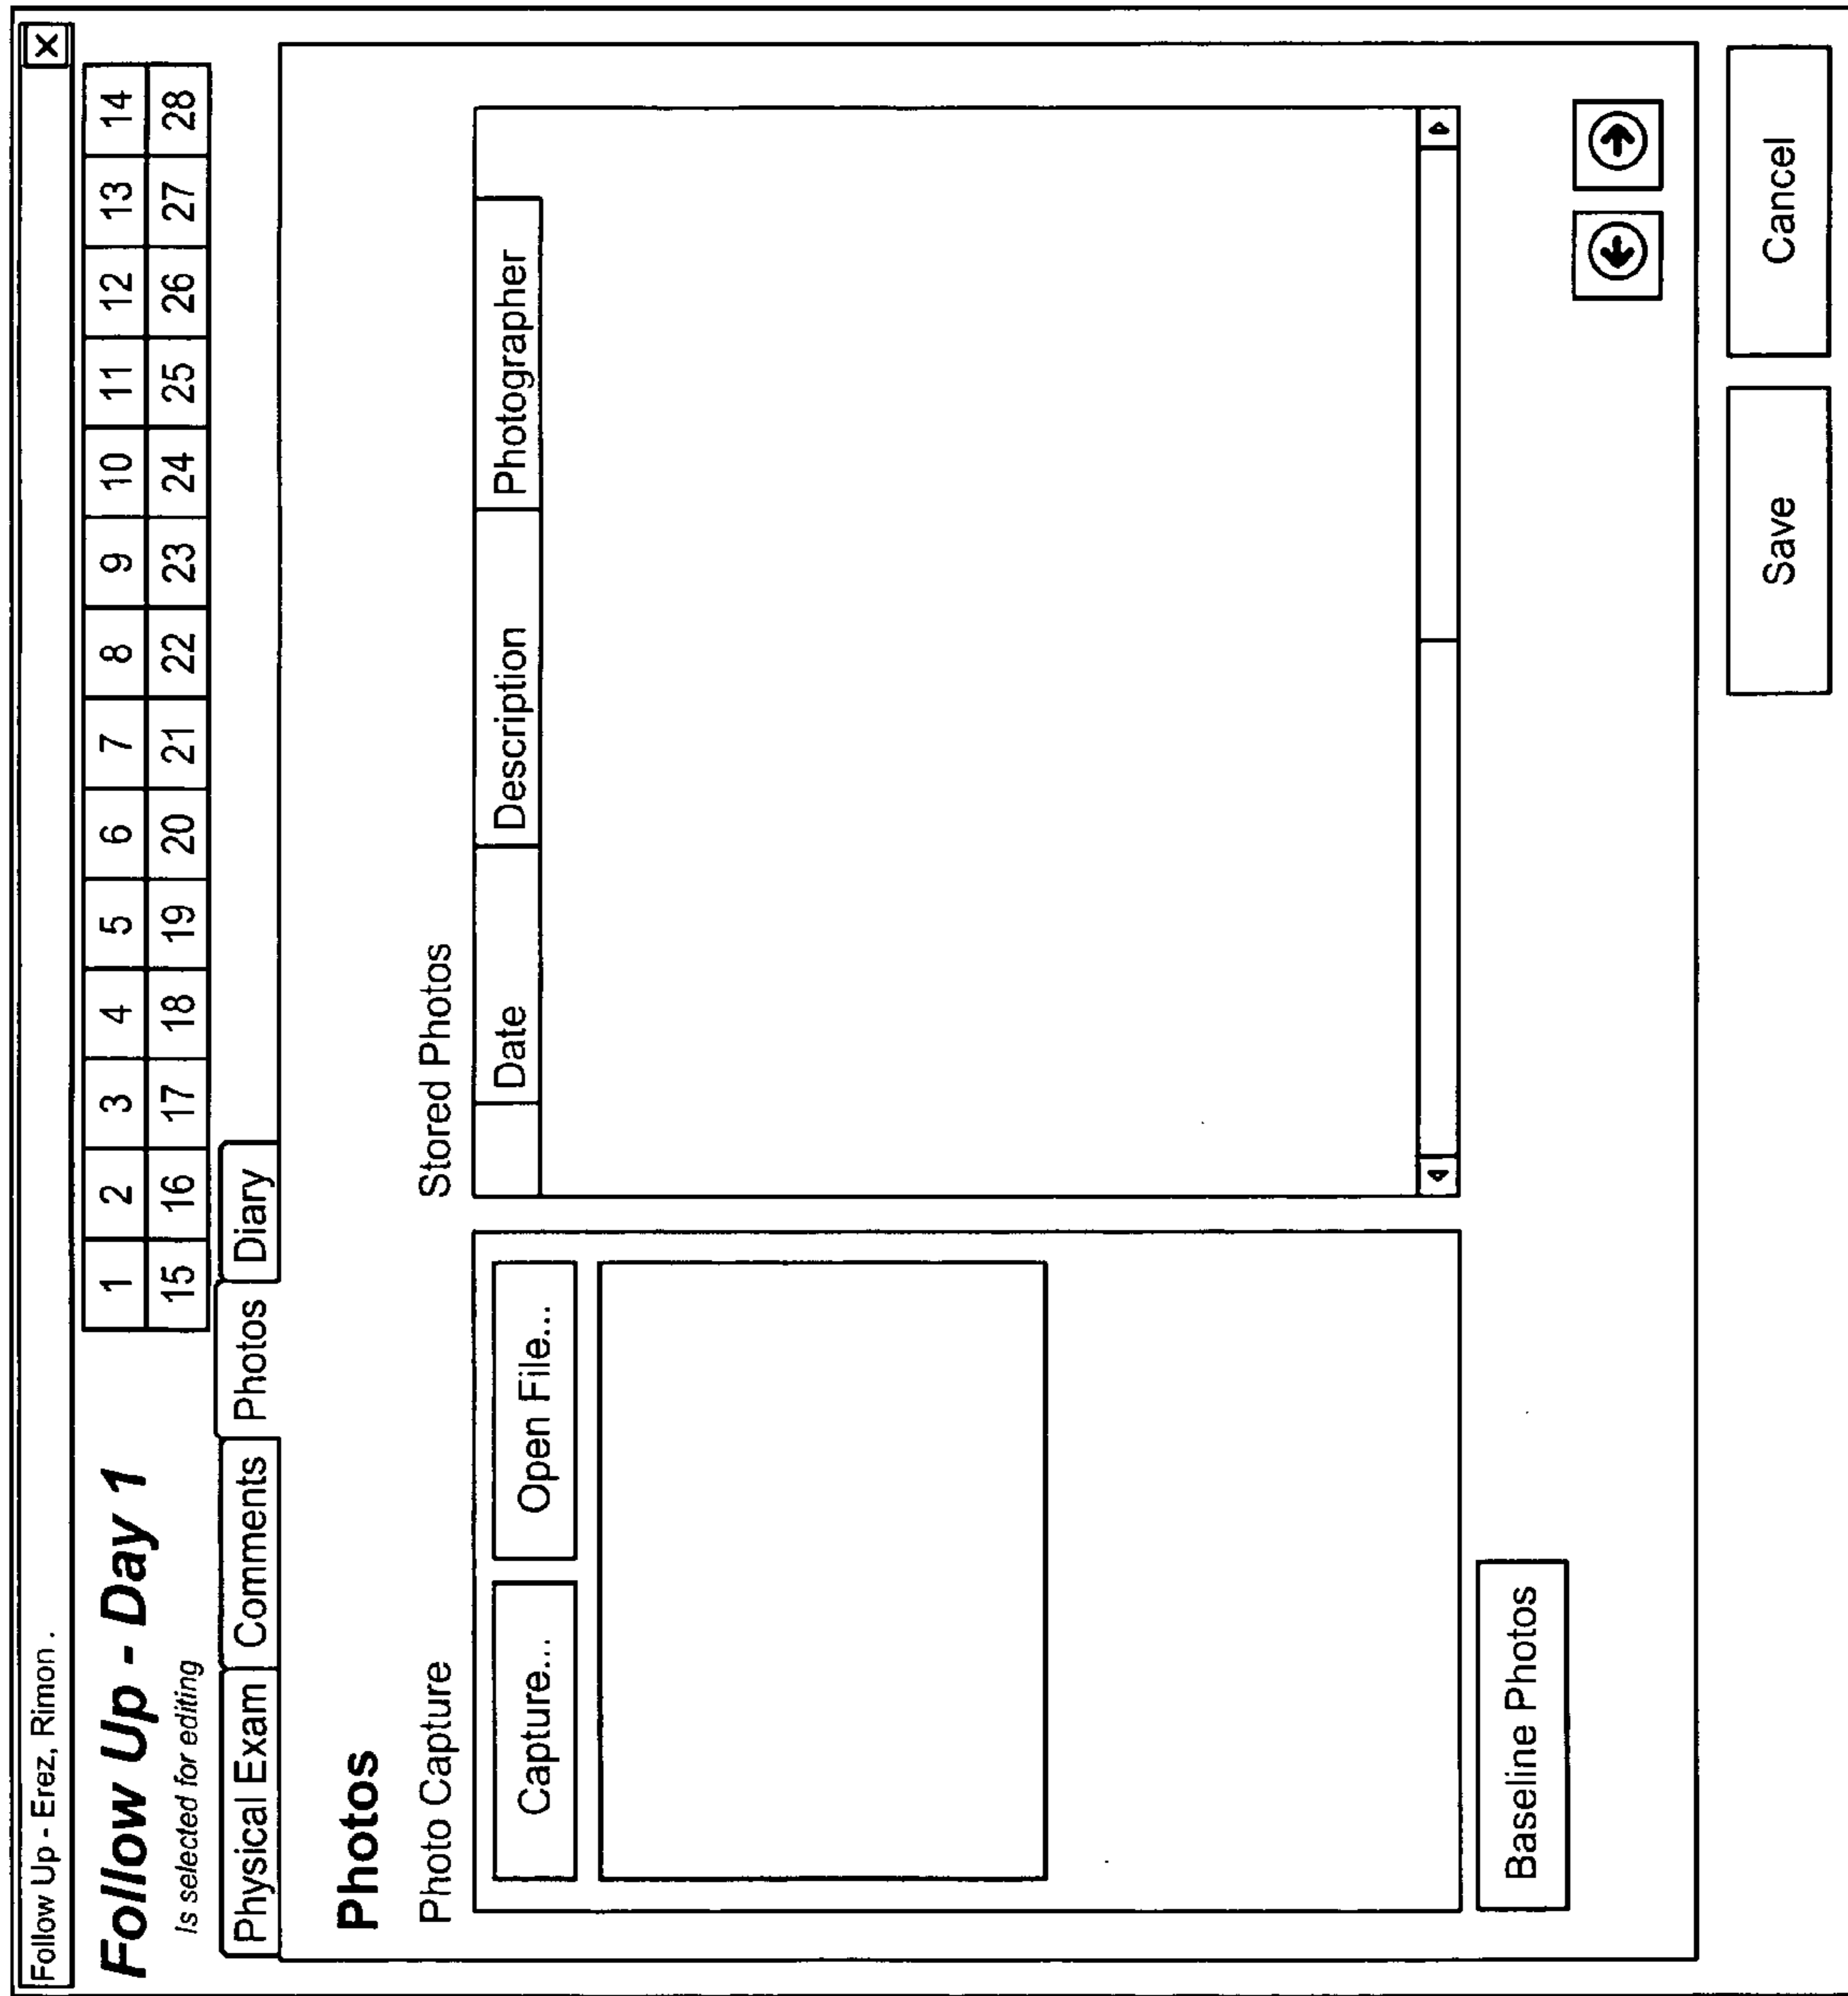 Follow Up - Erez, Rimon .
X
Follow Up - Day 1
1 2 3 4 5 6 7 8 9 10 11 12 13 14
Is selected for editing
15 16 17 18 19 20 21 22 23 24 25 26 27 28
Physical Exam Comments Photos Diary
Photos
Photo Capture
Stored Photos
Capture... Open File...
Date Description Photographer
Baseline Photos
Save Cancel